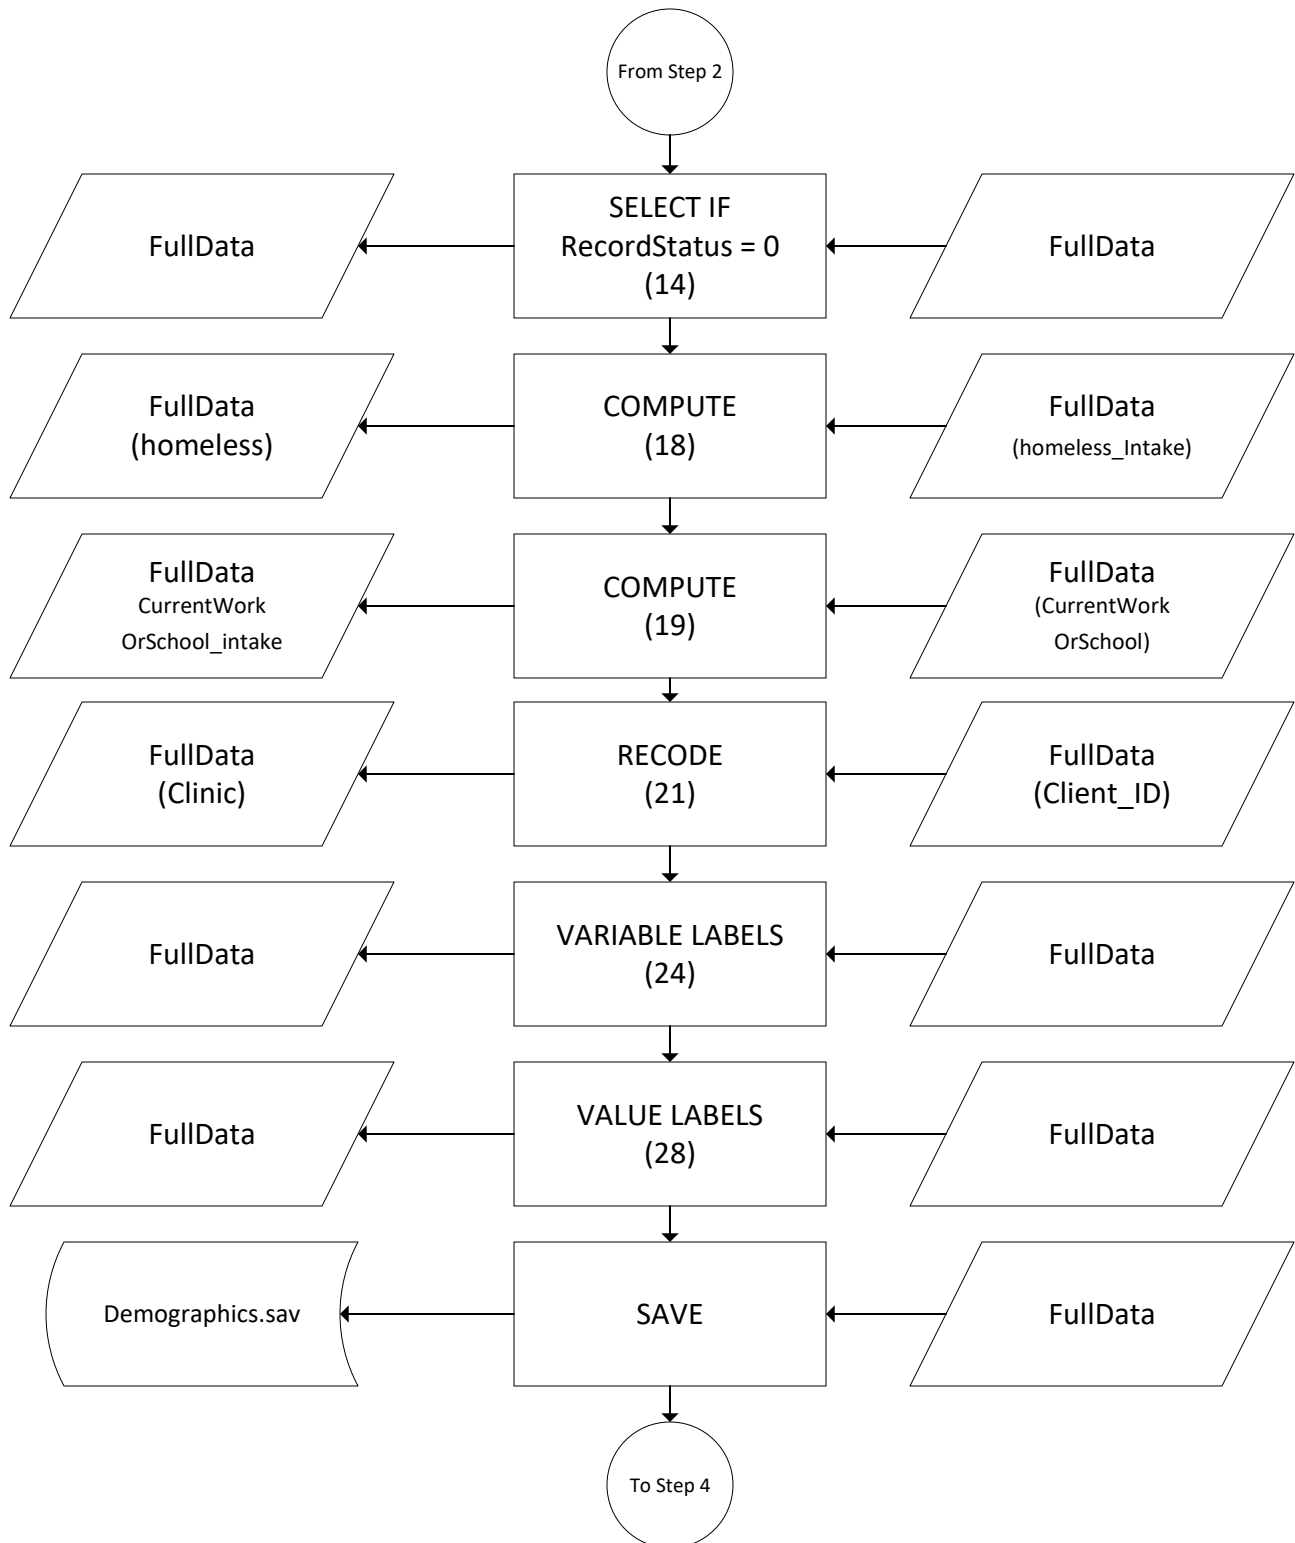 From Step 2
FullData
SELECT IF
RecordStatus = 0
(14)
FullData
FullData
(homeless)
COMPUTE
(18)
FullData
(homeless_Intake)
FullData
CurrentWork
OrSchool_intake
COMPUTE
(19)
FullData
(CurrentWork
OrSchool)
FullData
(Clinic)
RECODE
(21)
FullData
(Client_ID)
FullData
VARIABLE LABELS
(24)
FullData
FullData
VALUE LABELS
(28)
FullData
Demographics.sav
SAVE
FullData
To Step 4